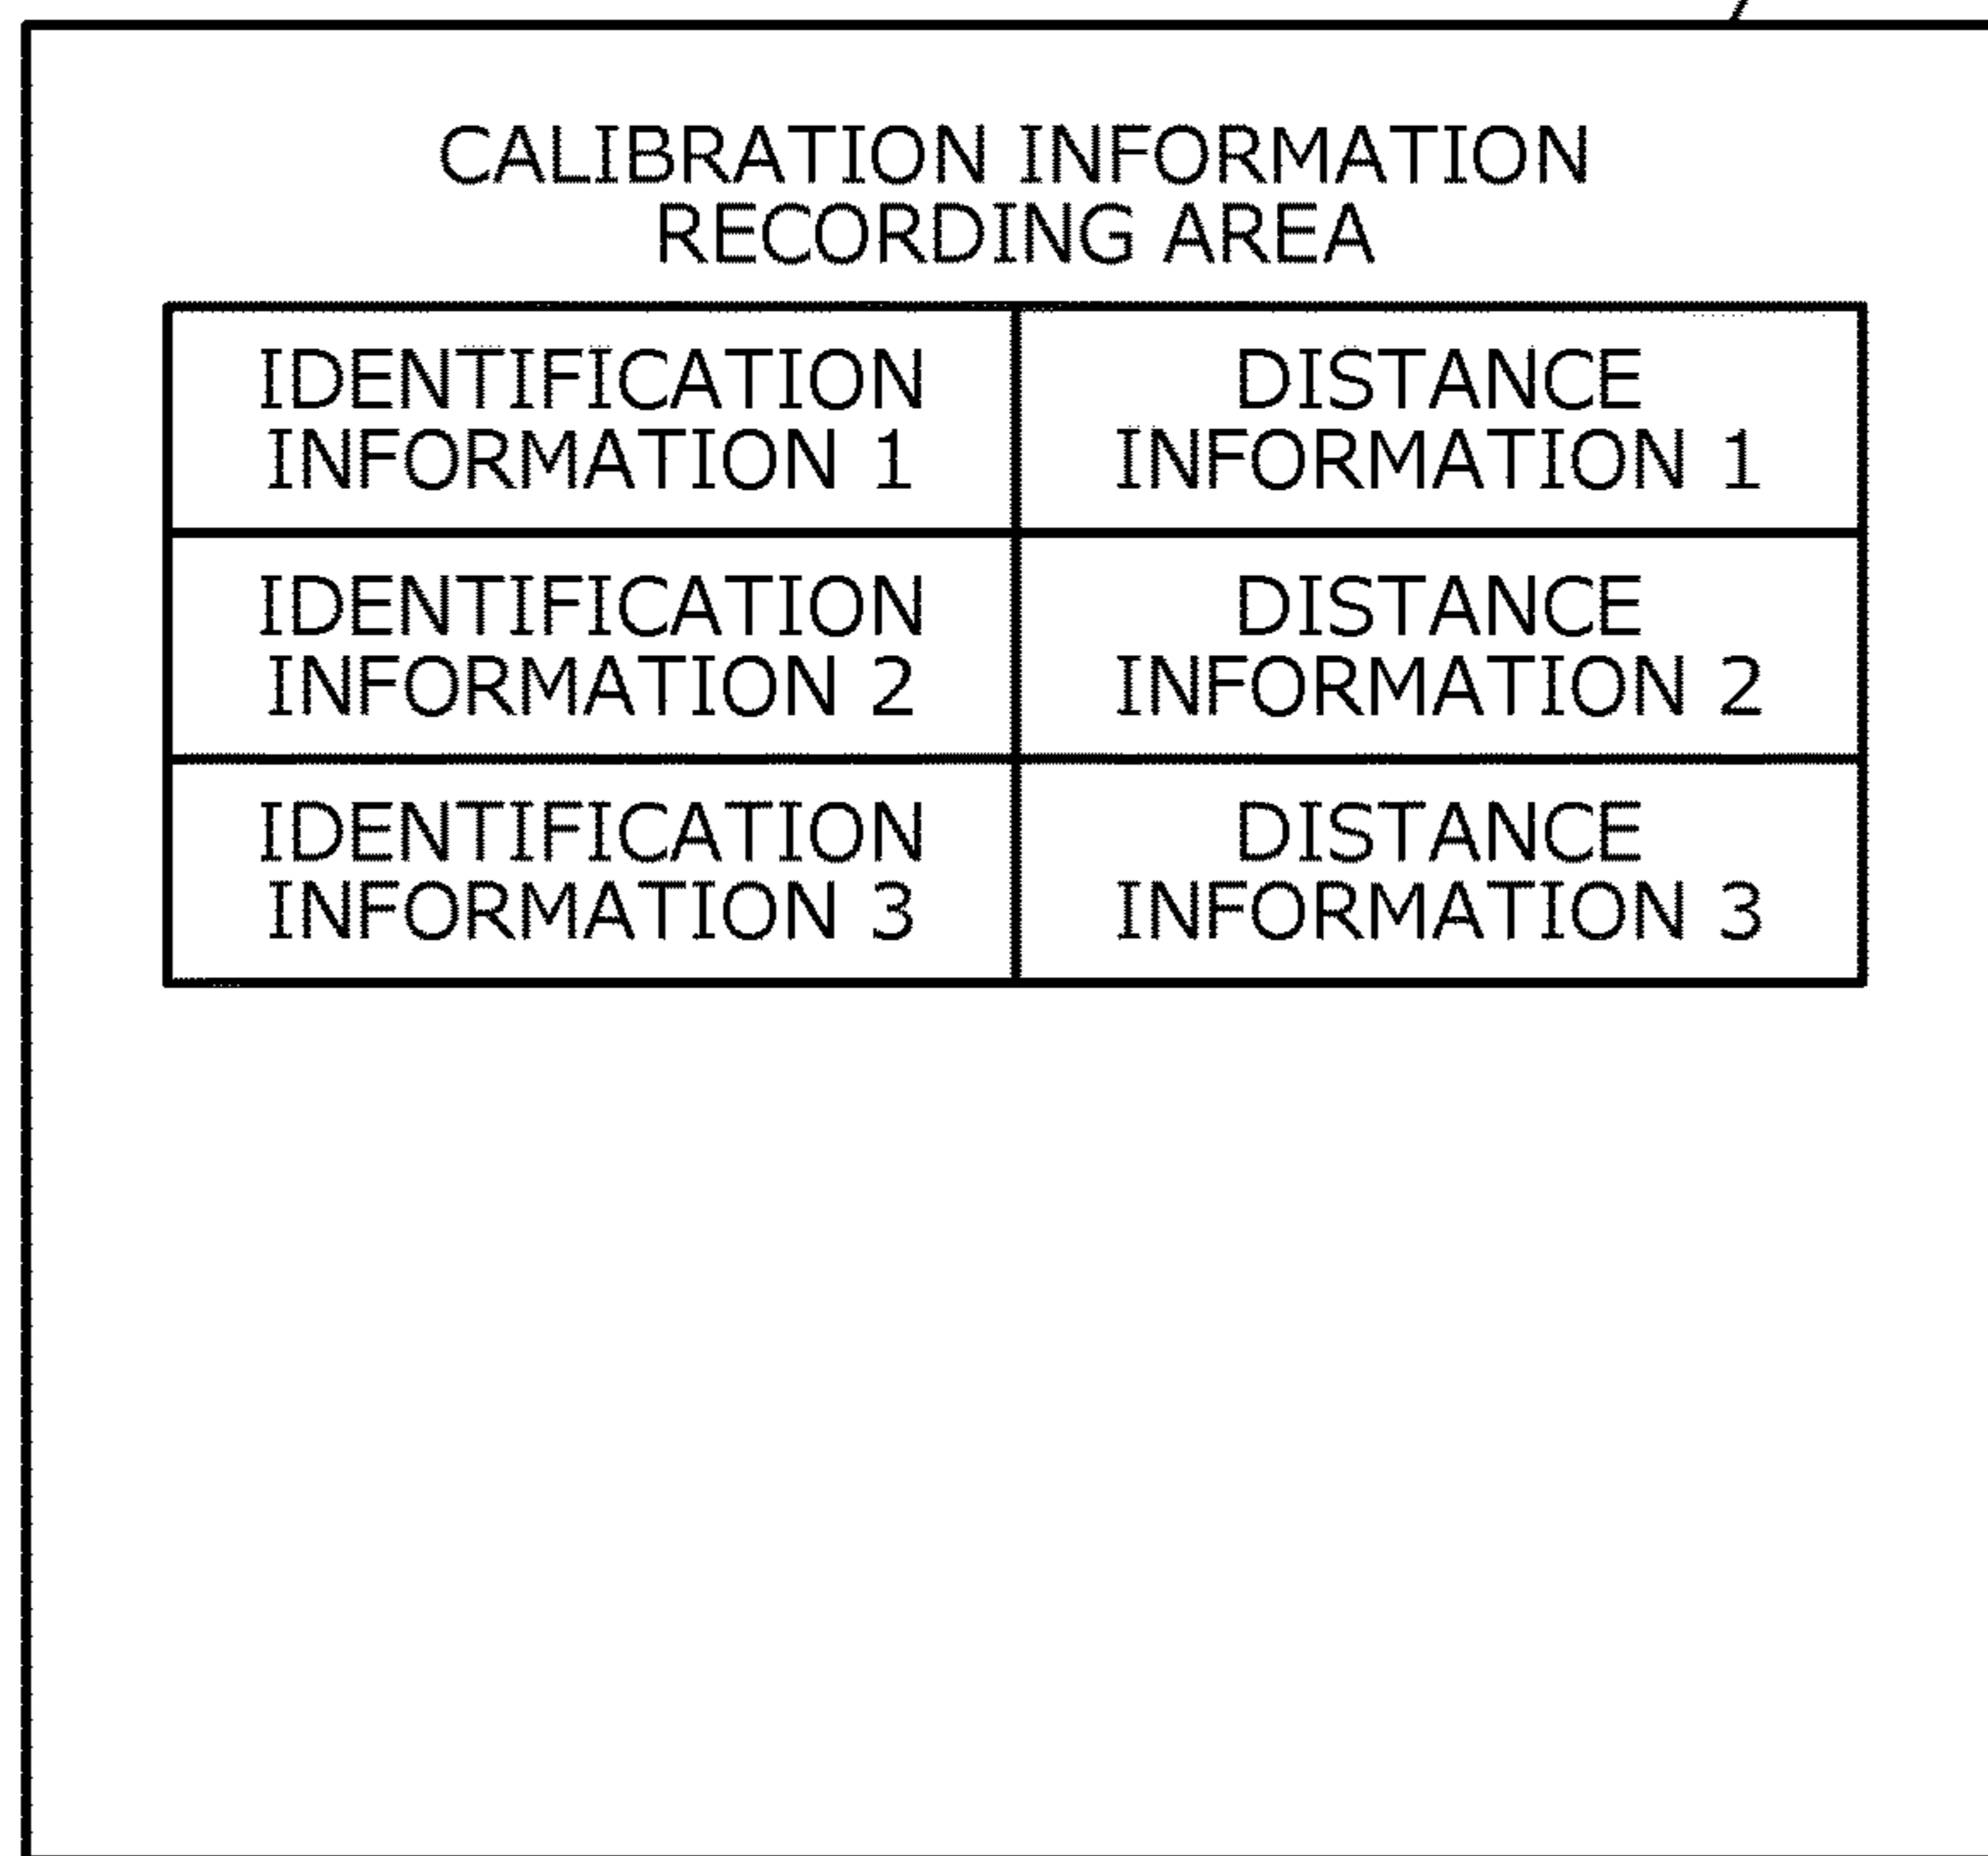 CALIBRATION INFORMATION
RECORDING AREA
IDENTIFICATION
INFORMATION 1
DISTANCE
INFORMATION 1
IDENTIFICATION
INFORMATION 2
DISTANCE
INFORMATION 2
IDENTIFICATION
INFORMATION 3
DISTANCE
INFORMATION 3